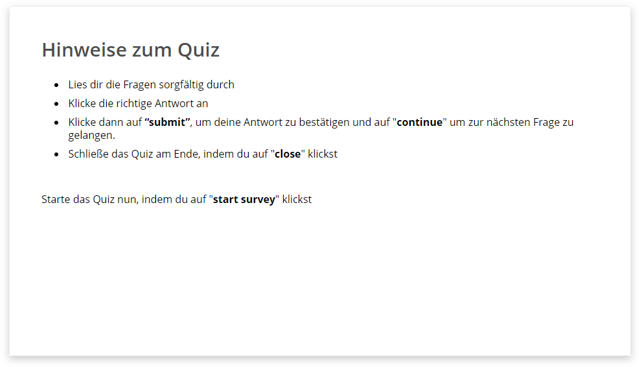 Hinweise zum Quiz
• Lies dir die Fragen sorgfältig durch
• Klicke die richtige Antwort an
• Klicke dann auf “submit”, um deine Antwort zu bestätigen und auf "continue" um zur nächsten Frage zu
gelangen.
• Schließe das Quiz am Ende, indem du auf "close" klickst
Starte das Quiz nun, indem du auf "start survey" klickst